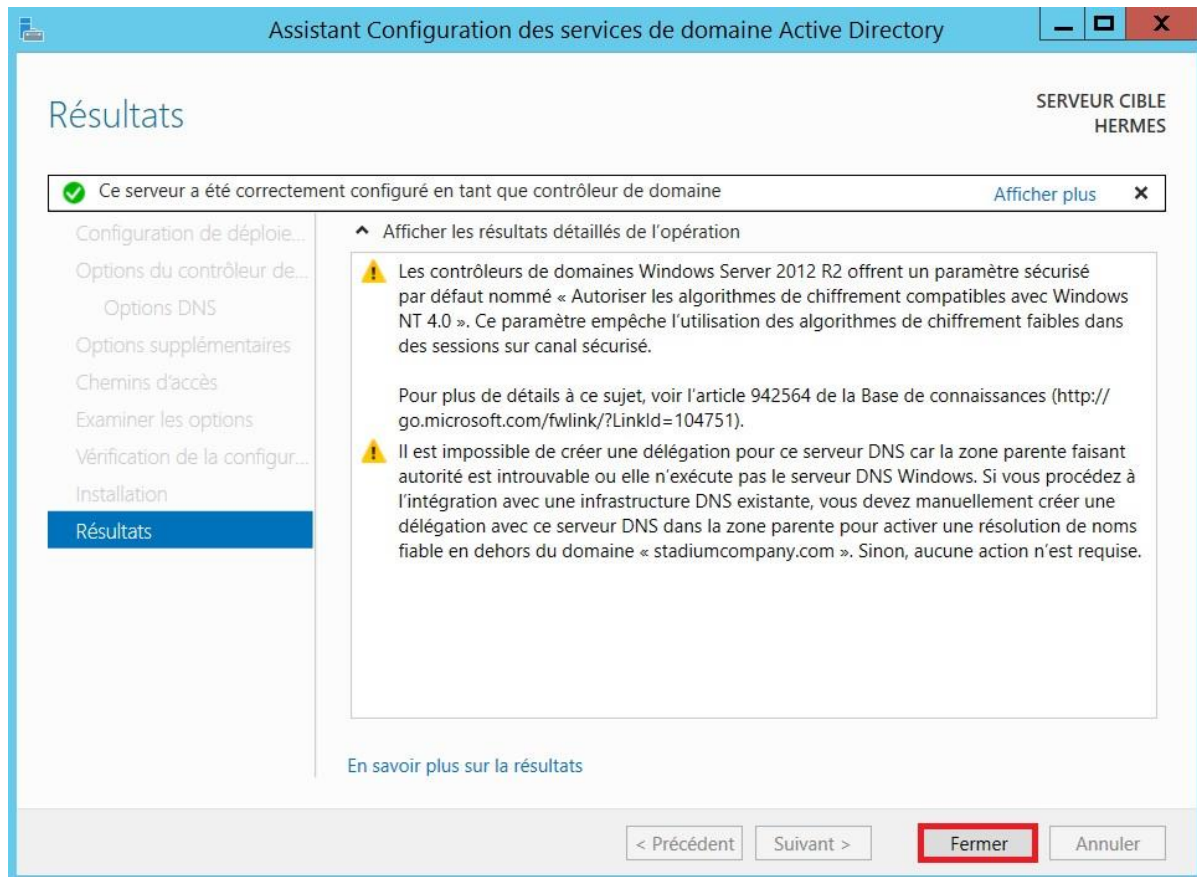 Assistant Configuration des services de domaine Active Directory
Résultats
SERVEUR CIBLE
HERMES
Ce serveur a été correctement configuré en tant que contrôleur de domaine
Afficher plus
Configuration de déploie...
Options du contrôleur de...
Options DNS
Options supplémentaires
Chemins d'accès
Examiner les options
Vérification de la configur...
Installation
Résultats
Afficher les résultats détaillés de l'opération
Les contrôleurs de domaines Windows Server 2012 R2 offrent un paramètre sécurisé
par défaut nommé « Autoriser les algorithmes de chiffrement compatibles avec Windows
NT 4.0 ». Ce paramètre empêche l'utilisation des algorithmes de chiffrement faibles dans
des sessions sur canal sécurisé.
Pour plus de détails à ce sujet, voir l'article 942564 de la Base de connaissances (http://
go.microsoft.com/fwlink/?LinkId=104751).
Il est impossible de créer une délégation pour ce serveur DNS car la zone parente faisant
autorité est introuvable ou elle n'exécute pas le serveur DNS Windows. Si vous procédez à
l'intégration avec une infrastructure DNS existante, vous devez manuellement créer une
délégation avec ce serveur DNS dans la zone parente pour activer une résolution de noms
fiable en dehors du domaine « stadiumcompany.com ». Sinon, aucune action n'est requise.
En savoir plus sur la résultats
< Précédent
Suivant >
Fermer
Annuler